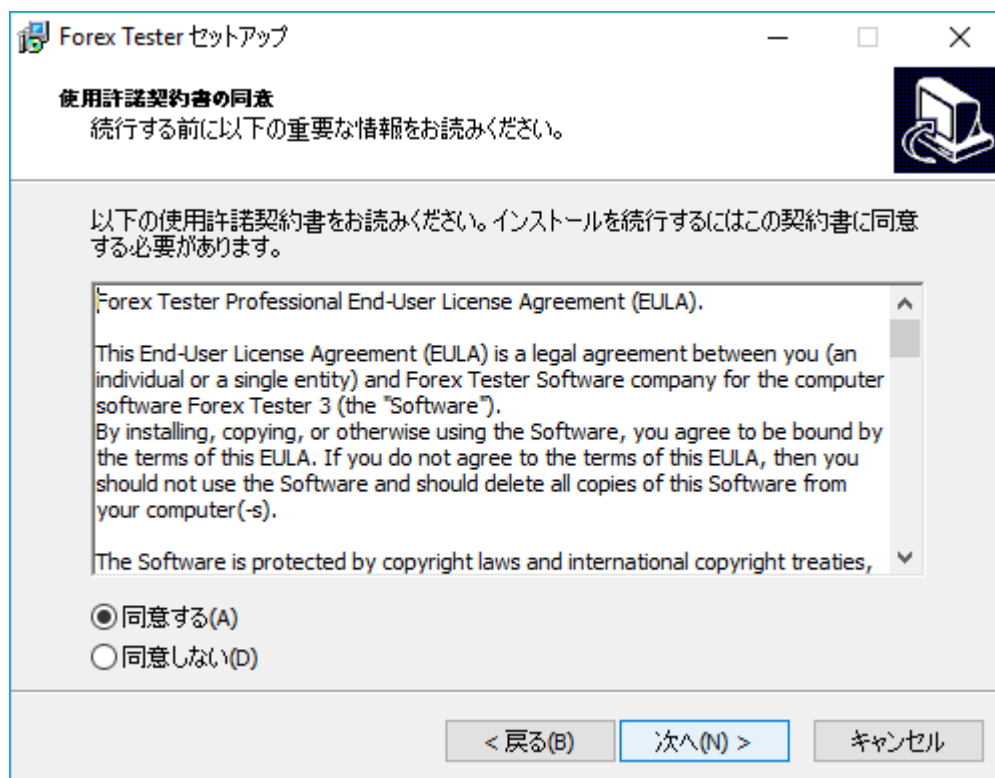 Forex Tester セットアップ
使用許諾契約書の同意
続行する前に以下の重要な情報をお読みください。
以下の使用許諾契約書をお読みください。インストールを続行するにはこの契約書に同意
する必要があります。
Forex Tester Professional End-User License Agreement (EULA).
This End-User License Agreement (EULA) is a legal agreement between you (an
individual or a single entity) and Forex Tester Software company for the computer
software Forex Tester 3 (the "Software").
By installing, copying, or otherwise using the Software, you agree to be bound by
the terms of this EULA. If you do not agree to the terms of this EULA, then you
should not use the Software and should delete all copies of this Software from
your computer(-s).
The Software is protected by copyright laws and international copyright treaties,
同意する(A)
同意しない(D)
< 戻る(B)
次へ(N) >
キャンセル